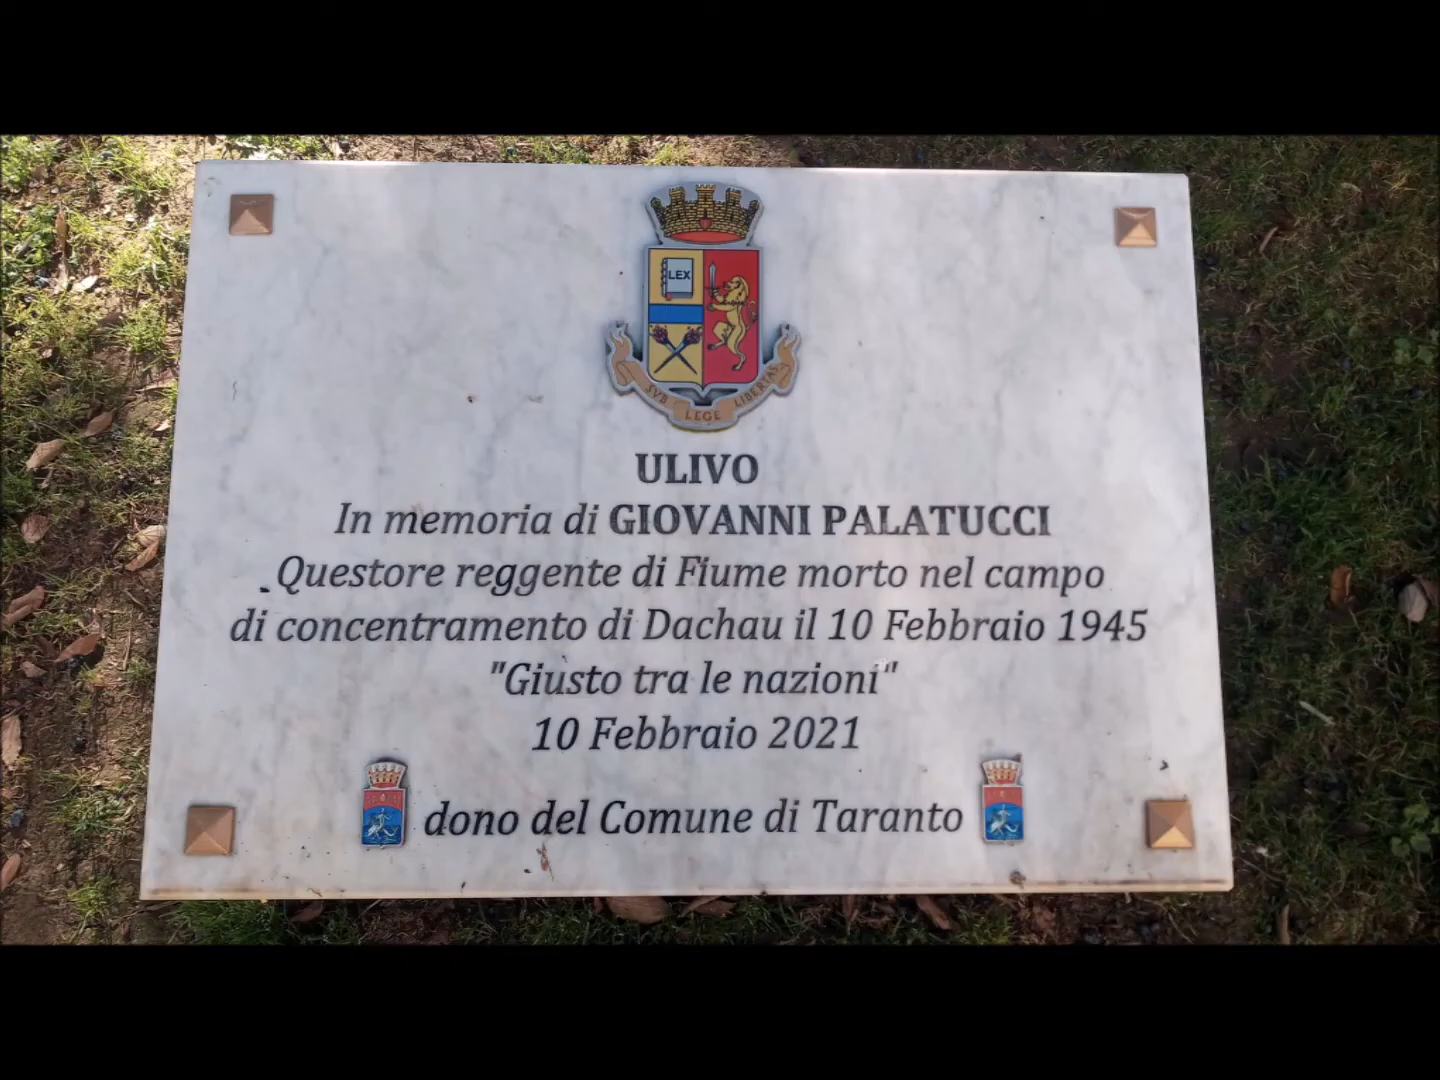 LEX
SVB LEGE LIBERTAS
ULIVO
In memoria di GIOVANNI PALATUCCI
Questore reggente di Fiume morto nel campo
di concentramento di Dachau il 10 Febbraio 1945
"Giusto tra le nazioni"
10 Febbraio 2021
dono del Comune di Taranto